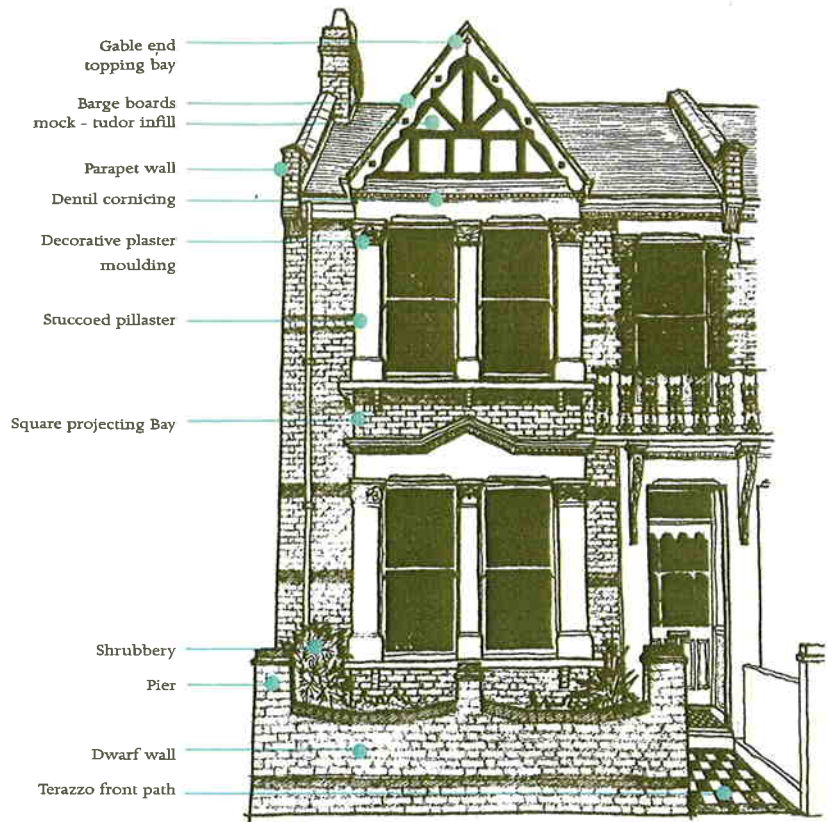 Gable end
topping bay
Barge boards
mock - tudor infill
Parapet wall
Dentil cornicing
Decorative plaster
moulding
Stuccoed pillaster
Square projecting Bay
Shrubbery
Pier
Dwarf wall
Terazzo front path